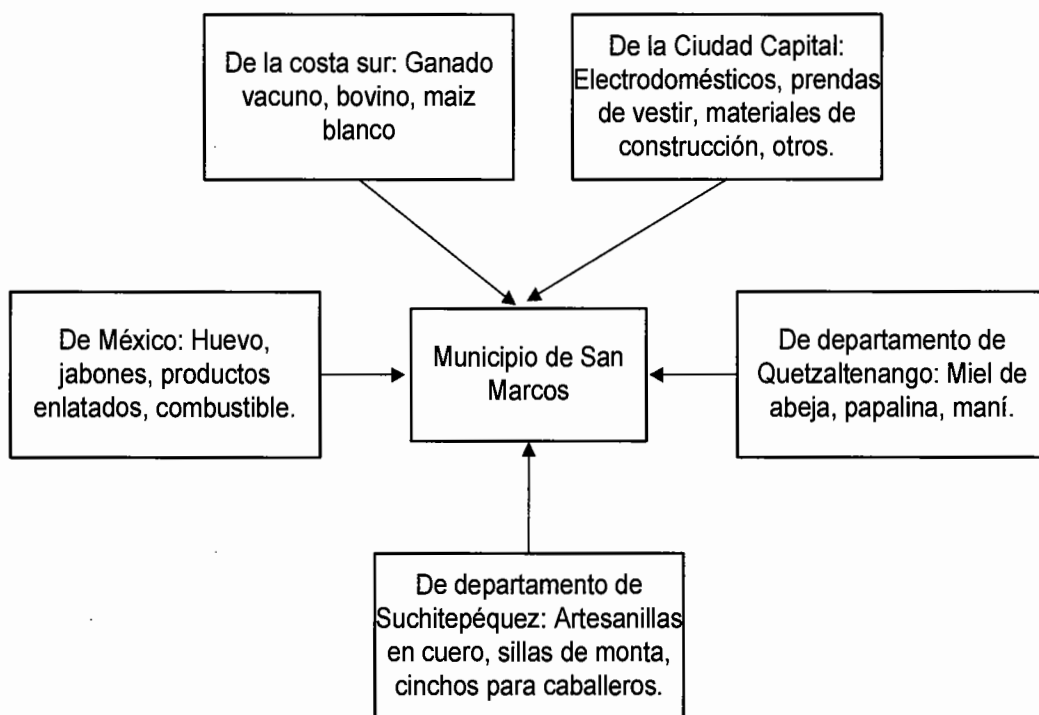 De la costa sur: Ganado
vacuno, bovino, maiz
blanco
De la Ciudad Capital:
Electrodomésticos, prendas
de vestir, materiales de
construcción, otros.
De México: Huevo,
jabones, productos
enlatados, combustible.
Municipio de San
Marcos
De departamento de
Quetzaltenango: Miel de
abeja, papalina, maní.
De departamento de
Suchitepéquez: Artesanillas
en cuero, sillas de monta,
cinchos para caballeros.